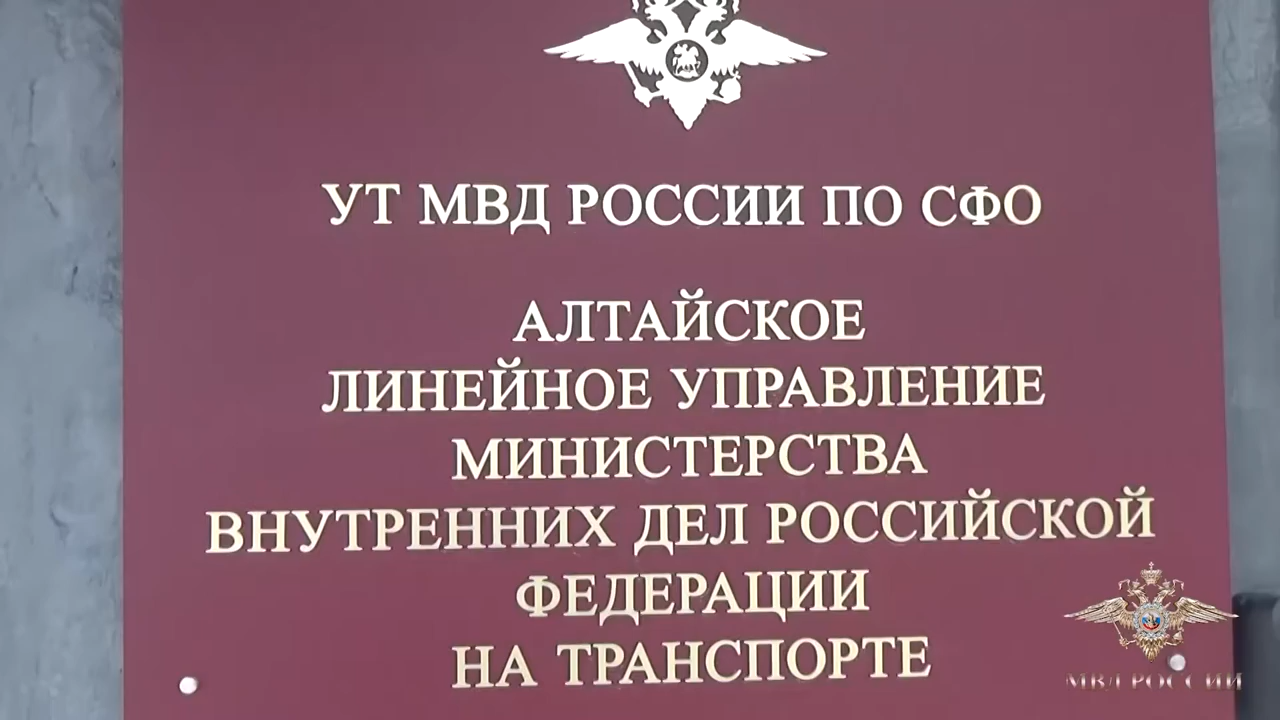 УТ МВД РОССИИ ПО СФО
АЛТАЙСКОЕ
ЛИНЕЙНОЕ УПРАВЛЕНИЕ
МИНИСТЕРСТВА
ВНУТРЕННИХ ДЕЛ РОССИЙСКОЙ
ФЕДЕРАЦИИ
НА ТРАНСПОРТЕ
МВД РОССИИ